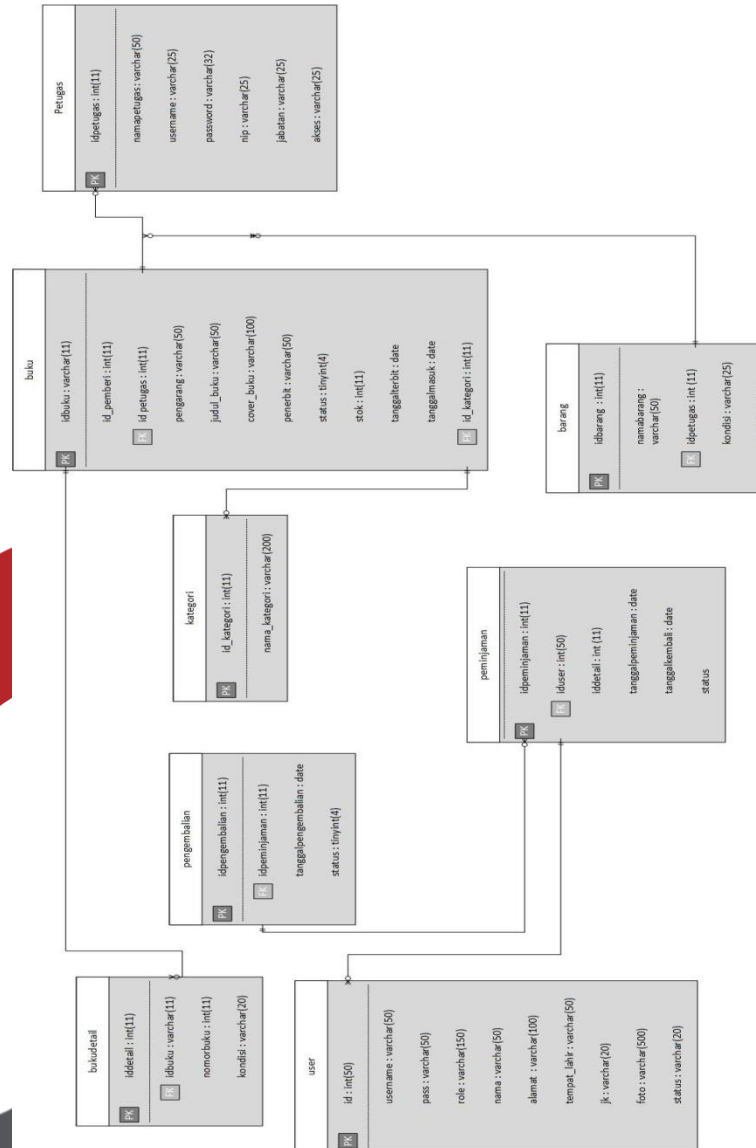 bukudetail
PK
iddetail : int(11)
FK
idbuku : varchar(11)
nomorbuku : int(11)
kondisi : varchar(20)
pengembalian
PK
idpengembalian : int(11)
FK
idpeminjaman : int(11)
tanggalpengembalian : date
status : tinyint(4)
kategori
PK
id_kategori : int(11)
nama_kategori : varchar(200)
buku
PK
idbuku : varchar(11)
id_pemberi : int(11)
FK
id petugas : int(11)
pengarang : varchar(50)
judul_buku : varchar(50)
cover_buku : varchar(100)
penerbit : varchar(50)
status : tinyint(4)
stok : int(11)
tanggalterbit : date
tanggalmasuk : date
FK
id_kategori : int(11)
Petugas
PK
idpetugas : int(11)
namapetugas : varchar(50)
username : varchar(25)
password : varchar(32)
nip : varchar(25)
jabatan : varchar(25)
akses : varchar(25)
user
PK
id : int(50)
username : varchar(50)
pass : varchar(50)
role : varchar(150)
nama : varchar(50)
alamat : varchar(100)
tempat_lahir : varchar(50)
jk : varchar(20)
foto : varchar(500)
status : varchar(20)
peminjaman
PK
idpeminjaman : int(11)
FK
iduser : int(50)
iddetail : int (11)
tanggalpeminjaman : date
tanggalkembali : date
status
barang
PK
idbarang : int(11)
namabarang :
varchar(50)
FK
idpetugas : int (11)
kondisi : varchar(25)